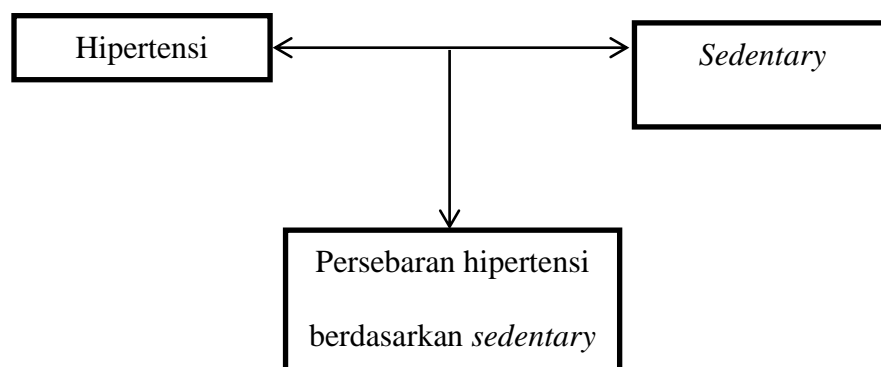 Hipertensi
Sedentary
Persebaran hipertensi
berdasarkan sedentary